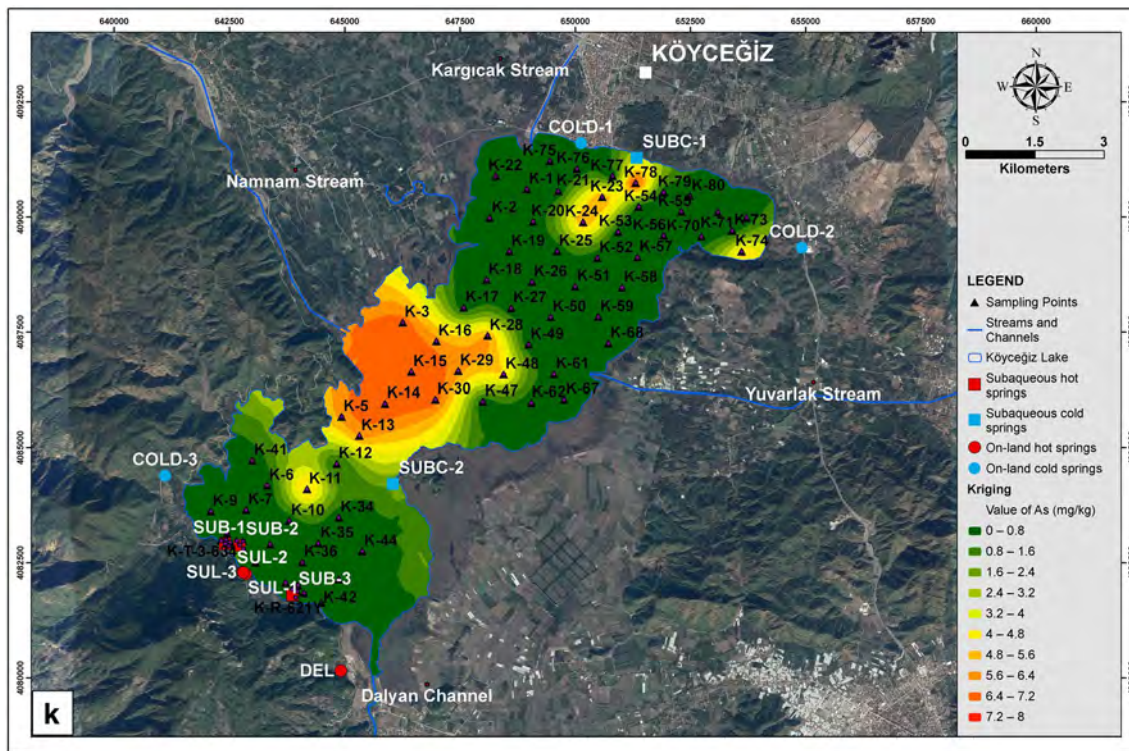 640000 642500 645000 647500 650000 652500 655000 657500 660000
4092500
4090000
4087500
4085000
4082500
4080000
KÖYCEĞİZ
Kargıcak Stream
COLD-1
SUBC-1
Namnam Stream
K-75
K-76
K-77
K-22
K-1
K-21
K-23
K-78
K-79
K-80
K-54
K-55
K-2
K-20
K-24
K-53
K-56
K-70
K-71
K-73
COLD-2
K-19
K-25
K-52
K-57
K-74
K-18
K-26
K-51
K-58
K-17
K-27
K-50
K-59
K-3
K-16
K-28
K-49
K-68
K-15
K-29
K-48
K-61
K-14
K-30
K-47
K-62
K-67
Yuvarlak Stream
K-5
K-13
K-12
SUBC-2
K-41
COLD-3
K-6
K-11
K-9
K-7
K-10
K-34
SUB-1
SUB-2
K-35
K-44
K-T-3-634
SUL-2
K-36
SUL-3
SUL-1
SUB-3
K-42
K-R-621Y
DEL
Dalyan Channel
k
N
W E
S
0 1.5 3
Kilometers
LEGEND
Sampling Points
Streams and
Channels
Köyceğiz Lake
Subaqueous hot
springs
Subaqueous cold
springs
On-land hot springs
On-land cold springs
Kriging
Value of As (mg/kg)
0 – 0.8
0.8 – 1.6
1.6 – 2.4
2.4 – 3.2
3.2 – 4
4 – 4.8
4.8 – 5.6
5.6 – 6.4
6.4 – 7.2
7.2 – 8